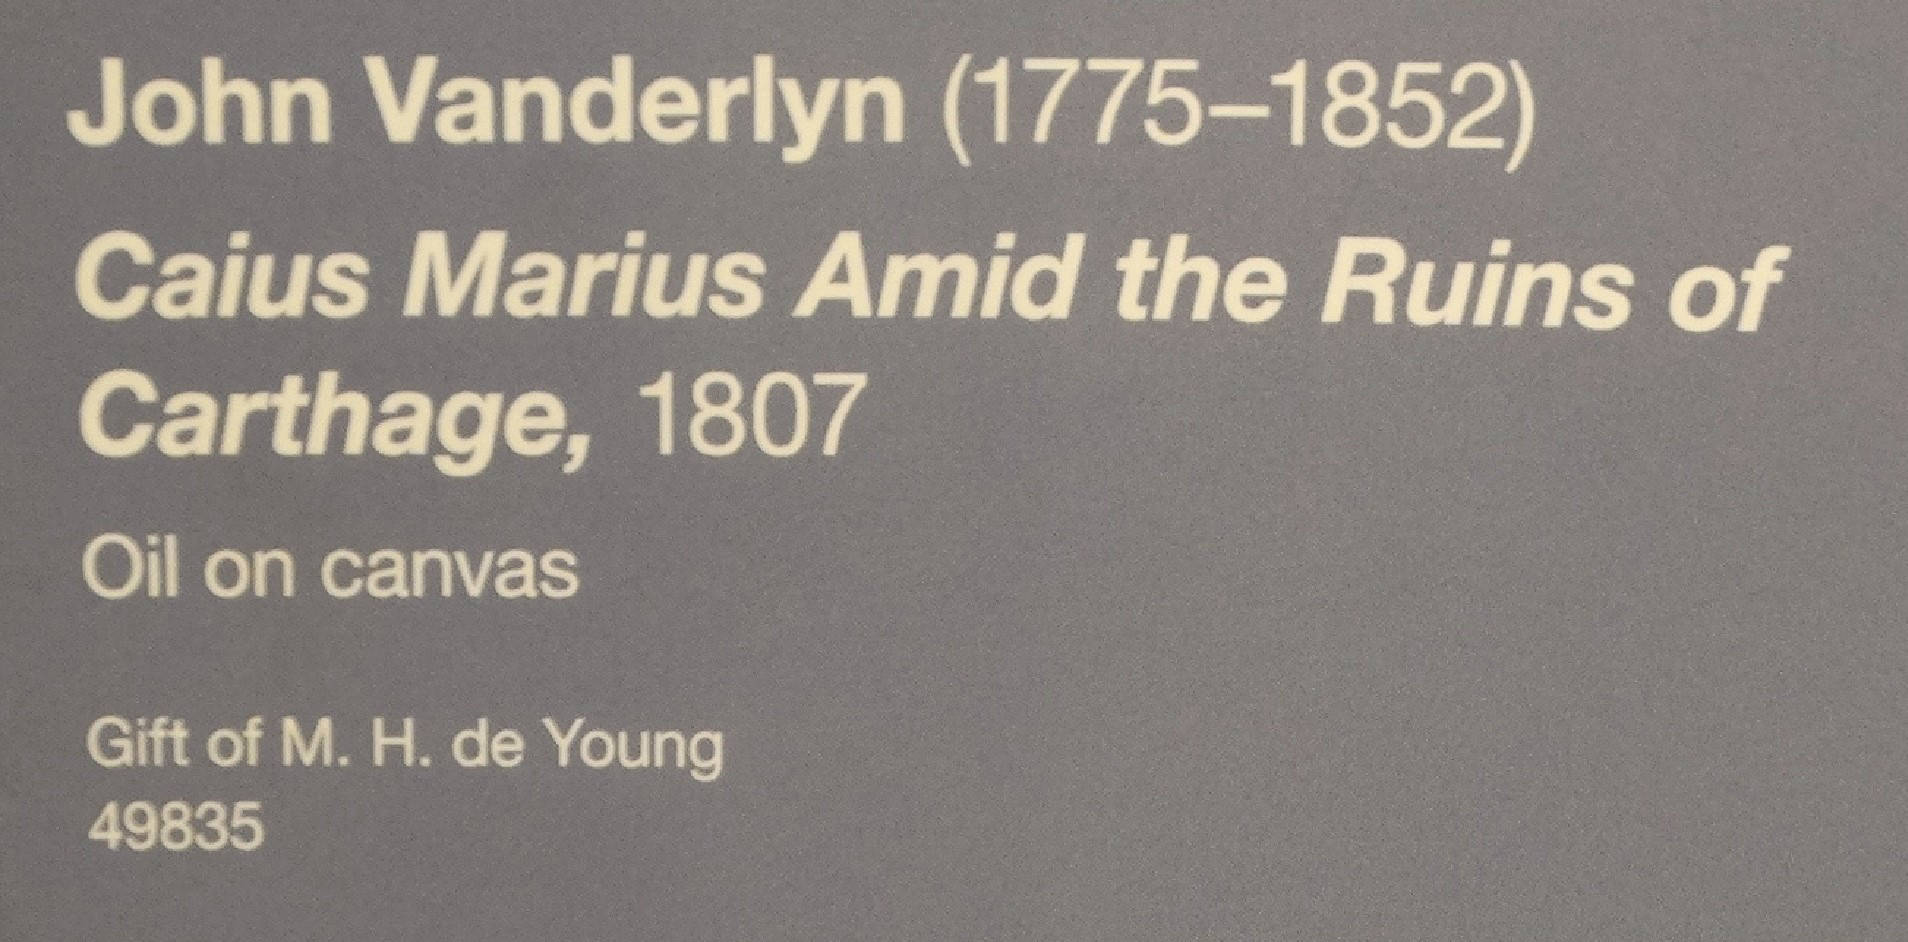 John Vanderlyn (1775–1852)
Caius Marius Amid the Ruins of
Carthage, 1807
Oil on canvas
Gift of M. H. de Young
49835